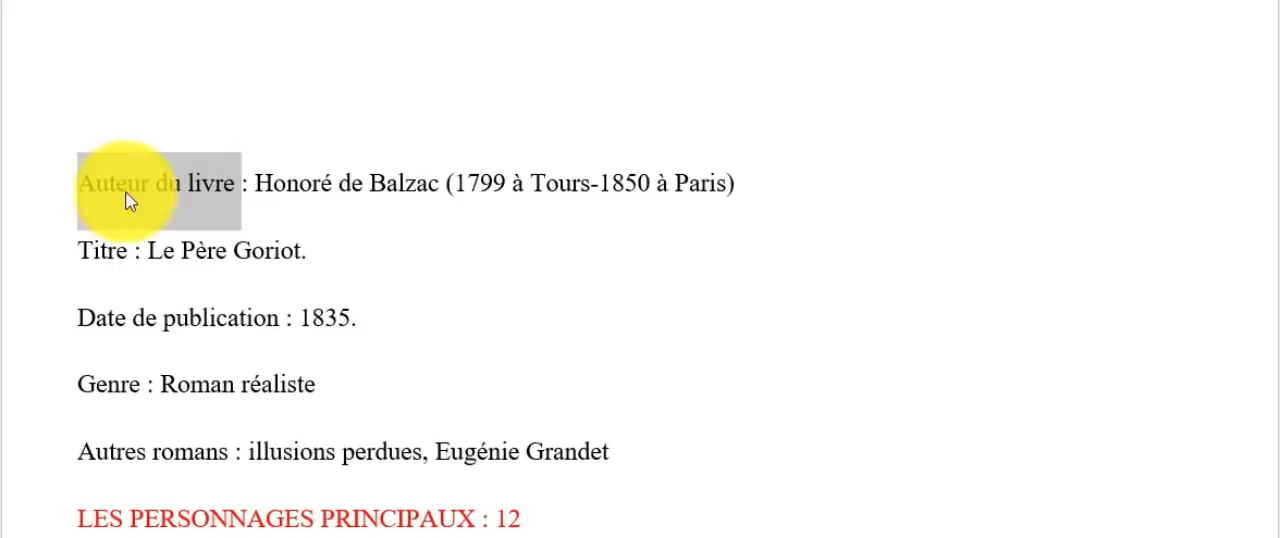 Auteur du livre : Honoré de Balzac (1799 à Tours-1850 à Paris)
Titre : Le Père Goriot.
Date de publication : 1835.
Genre : Roman réaliste
Autres romans : illusions perdues, Eugénie Grandet
LES PERSONNAGES PRINCIPAUX : 12